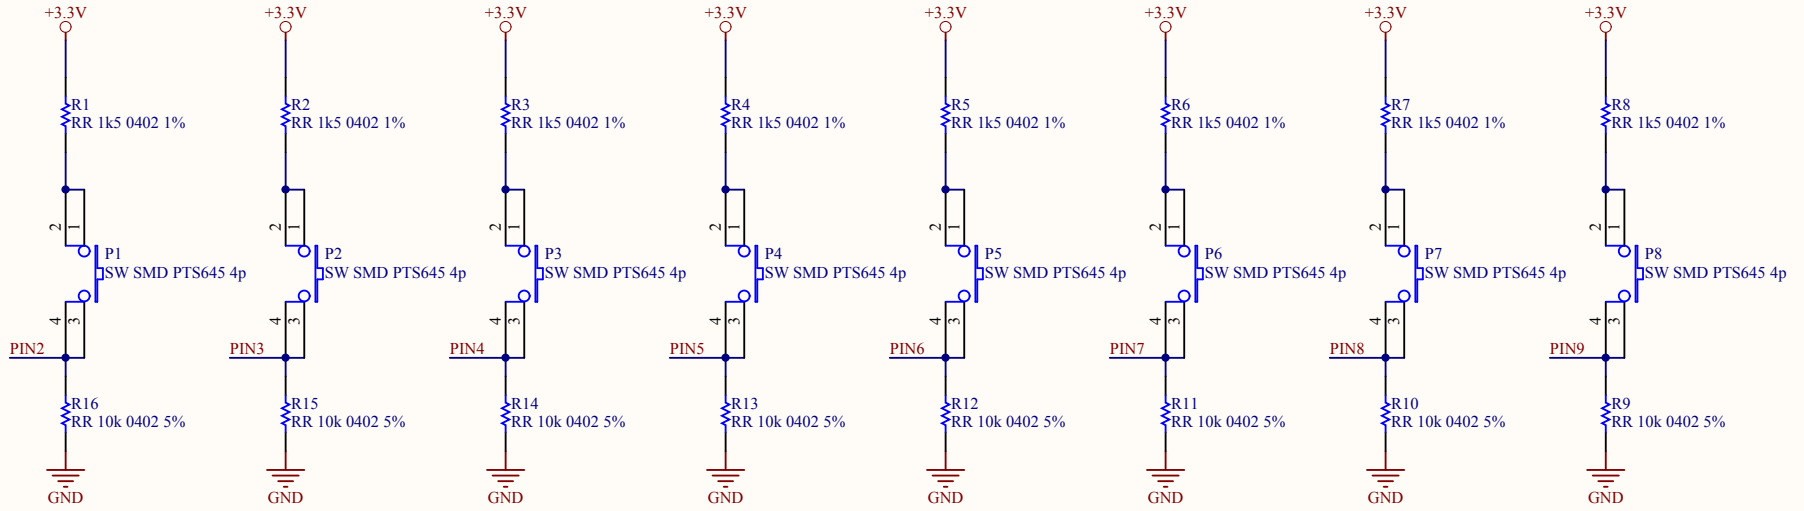 +3.3V +3.3V +3.3V +3.3V +3.3V +3.3V +3.3V +3.3V
R1 R2 R3 R4 R5 R6 R7 R8
RR 1k5 0402 1% RR 1k5 0402 1% RR 1k5 0402 1% RR 1k5 0402 1% RR 1k5 0402 1% RR 1k5 0402 1% RR 1k5 0402 1% RR 1k5 0402 1%
2 1 2 1 2 1 2 1 2 1 2 1 2 1 2 1
P1 P2 P3 P4 P5 P6 P7 P8
SW SMD PTS645 4p SW SMD PTS645 4p SW SMD PTS645 4p SW SMD PTS645 4p SW SMD PTS645 4p SW SMD PTS645 4p SW SMD PTS645 4p SW SMD PTS645 4p
4 3 4 3 4 3 4 3 4 3 4 3 4 3 4 3
PIN2 PIN3 PIN4 PIN5 PIN6 PIN7 PIN8 PIN9
R16 R15 R14 R13 R12 R11 R10 R9
RR 10k 0402 5% RR 10k 0402 5% RR 10k 0402 5% RR 10k 0402 5% RR 10k 0402 5% RR 10k 0402 5% RR 10k 0402 5% RR 10k 0402 5%
GND GND GND GND GND GND GND GND